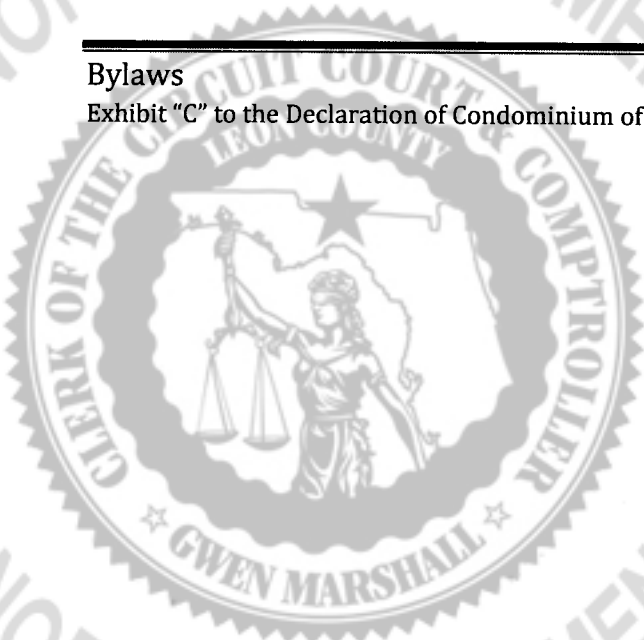 Bylaws
Exhibit “C” to the Declaration of Condominium of
CLERK OF THE CIRCUIT COURT & COMPTROLLER
LEON COUNTY
GWEN MARSHALL